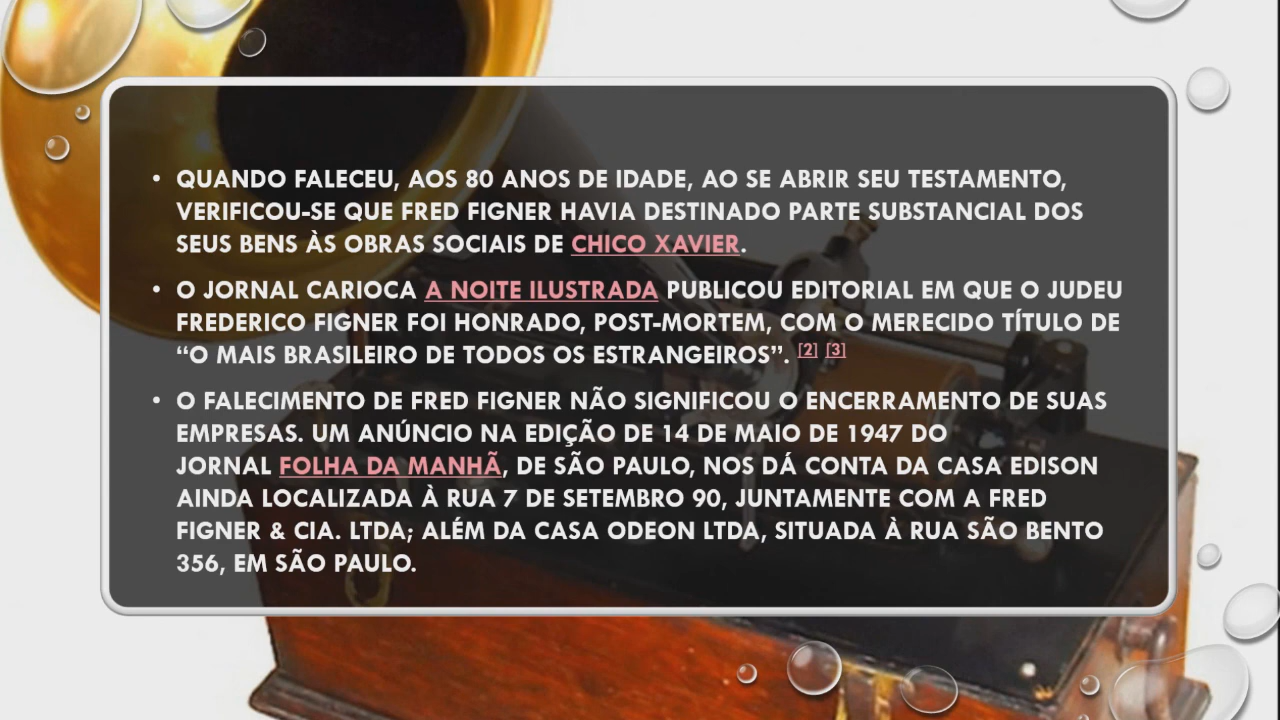 • QUANDO FALECEU, AOS 80 ANOS DE IDADE, AO SE ABRIR SEU TESTAMENTO,
VERIFICOU-SE QUE FRED FIGNER HAVIA DESTINADO PARTE SUBSTANCIAL DOS
SEUS BENS ÀS OBRAS SOCIAIS DE CHICO XAVIER.
• O JORNAL CARIOCA A NOITE ILUSTRADA PUBLICOU EDITORIAL EM QUE O JUDEU
FREDERICO FIGNER FOI HONRADO, POST-MORTEM, COM O MERECIDO TÍTULO DE
“O MAIS BRASILEIRO DE TODOS OS ESTRANGEIROS”. [2] [3]
• O FALECIMENTO DE FRED FIGNER NÃO SIGNIFICOU O ENCERRAMENTO DE SUAS
EMPRESAS. UM ANÚNCIO NA EDIÇÃO DE 14 DE MAIO DE 1947 DO
JORNAL FOLHA DA MANHÃ, DE SÃO PAULO, NOS DÁ CONTA DA CASA EDISON
AINDA LOCALIZADA À RUA 7 DE SETEMBRO 90, JUNTAMENTE COM A FRED
FIGNER & CIA. LTDA; ALÉM DA CASA ODEON LTDA, SITUADA À RUA SÃO BENTO
356, EM SÃO PAULO.